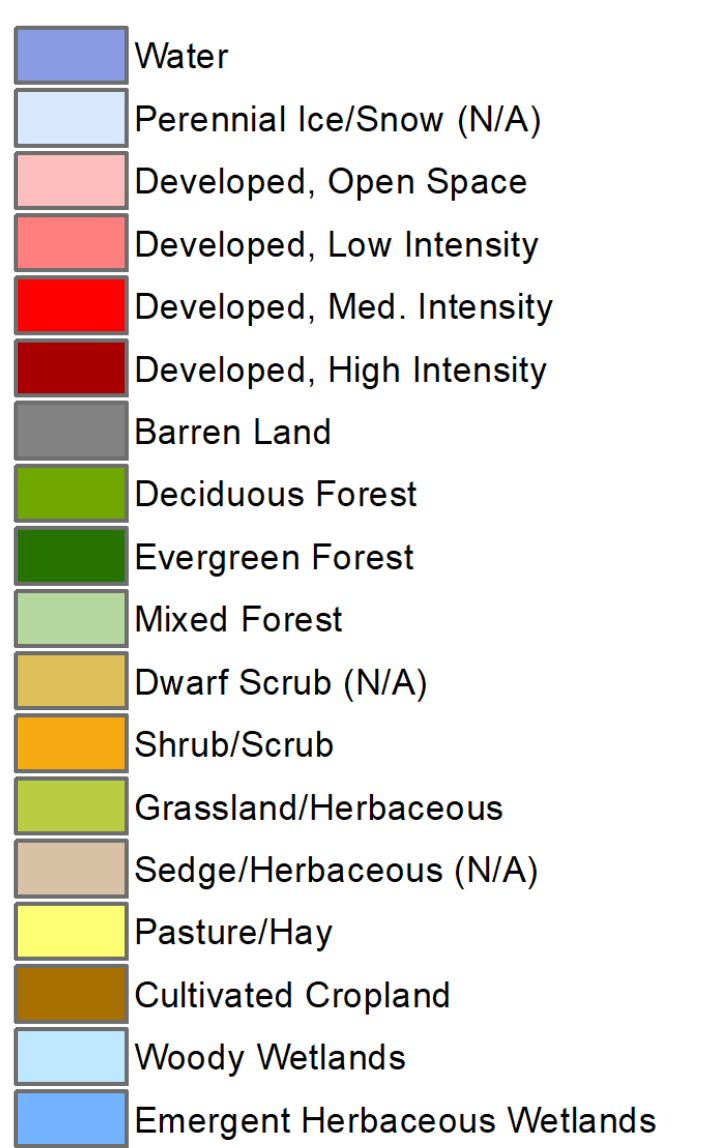 Water
Perennial Ice/Snow (N/A)
Developed, Open Space
Developed, Low Intensity
Developed, Med. Intensity
Developed, High Intensity
Barren Land
Deciduous Forest
Evergreen Forest
Mixed Forest
Dwarf Scrub (N/A)
Shrub/Scrub
Grassland/Herbaceous
Sedge/Herbaceous (N/A)
Pasture/Hay
Cultivated Cropland
Woody Wetlands
Emergent Herbaceous Wetlands